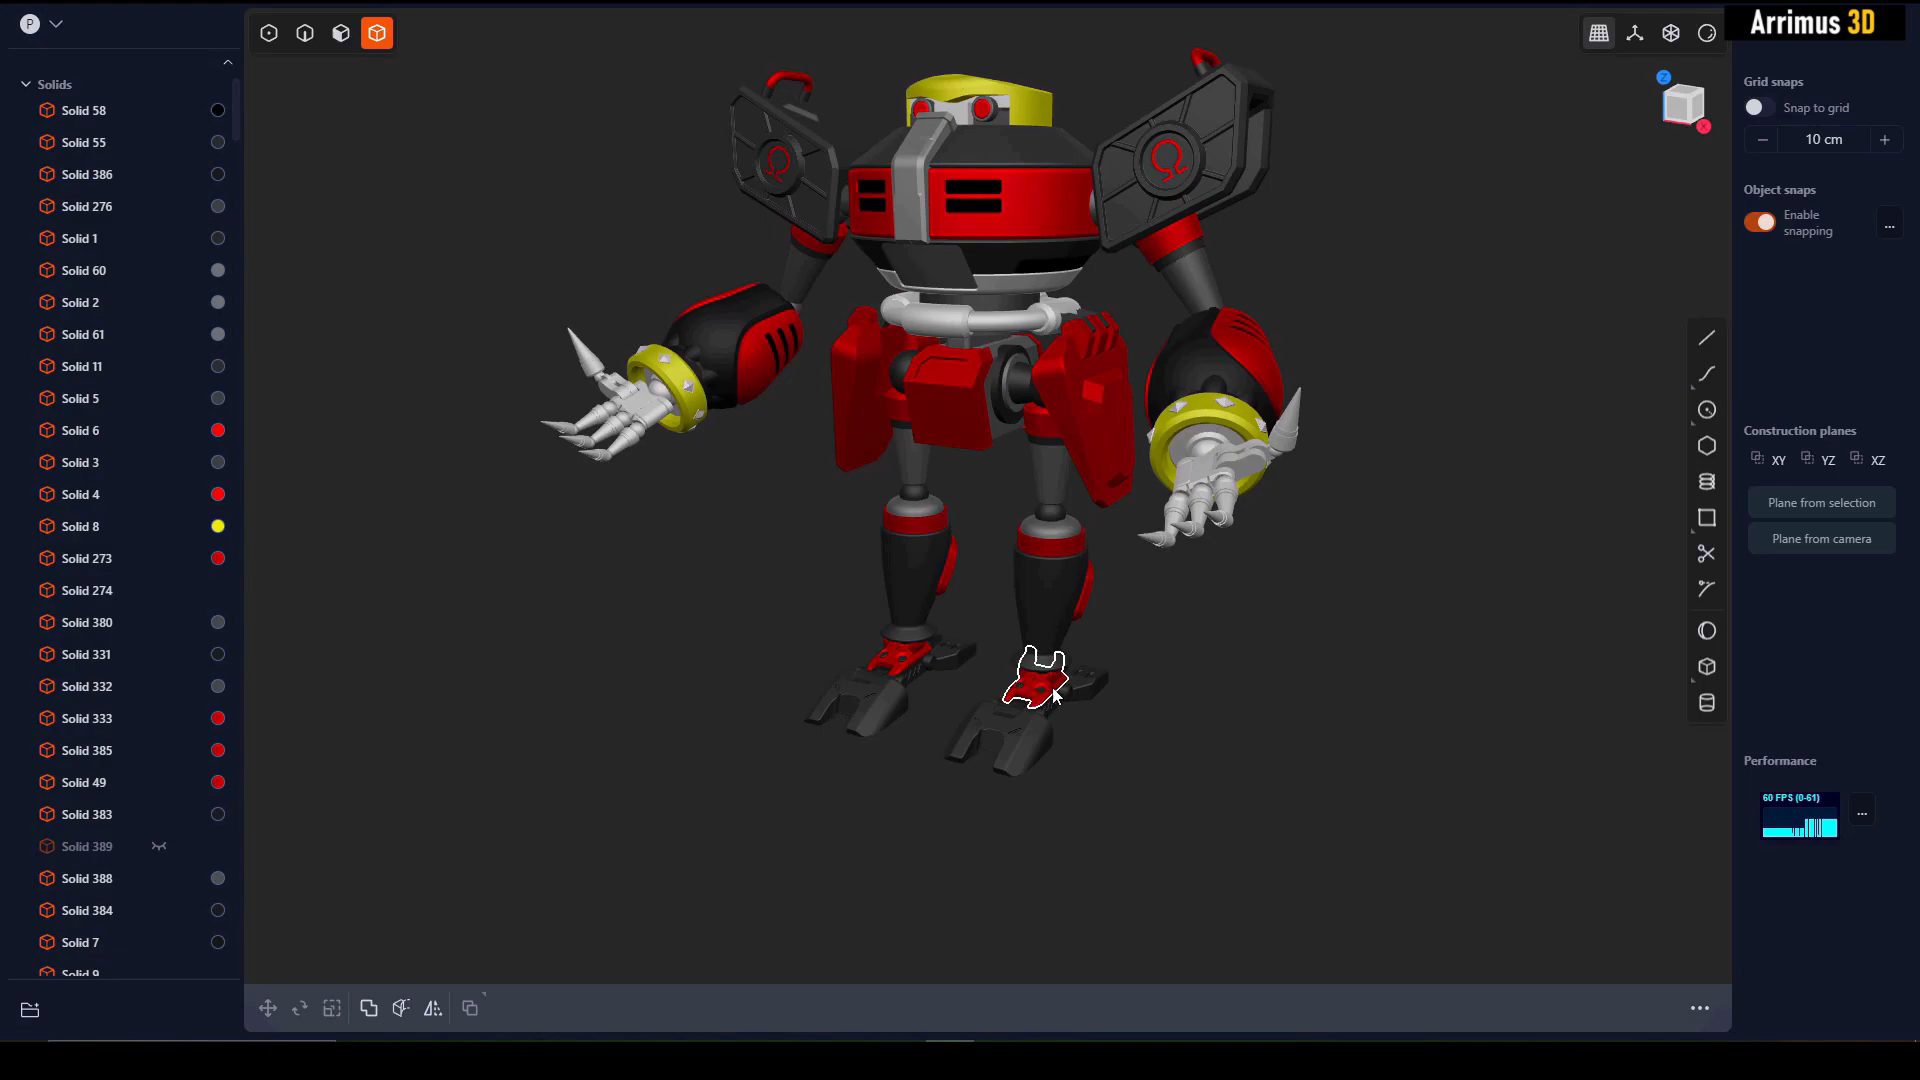 P
Solids
Solid 58
Solid 55
Solid 386
Solid 276
Solid 1
Solid 60
Solid 2
Solid 61
Solid 11
Solid 5
Solid 6
Solid 3
Solid 4
Solid 8
Solid 273
Solid 274
Solid 380
Solid 331
Solid 332
Solid 333
Solid 385
Solid 49
Solid 383
Solid 389
Solid 388
Solid 384
Solid 7
Solid 9
Ω
Ω
Z
X
Arrimus 3D
Grid snaps
Snap to grid
− 10 cm +
Object snaps
Enable
snapping
...
Construction planes
XY YZ XZ
Plane from selection
Plane from camera
Performance
60 FPS (0-61)
...